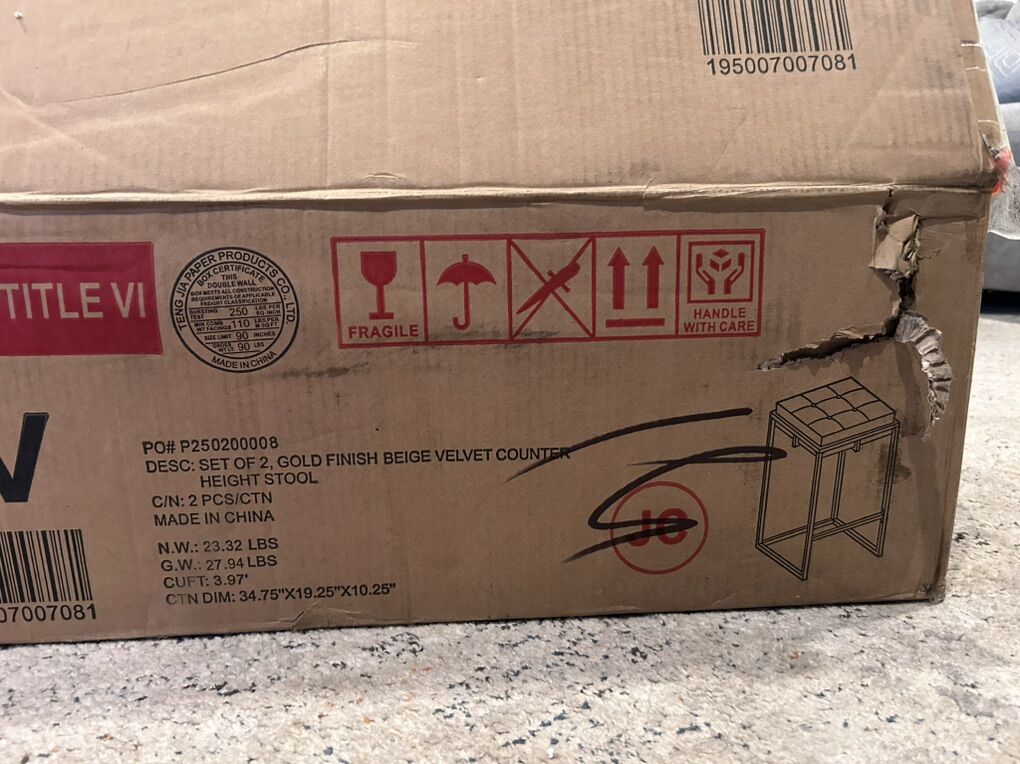 195007007081
TITLE VI
TENG JIA PAPER PRODUCTS CO., LTD.
BOX CERTIFICATE
THIS
DOUBLE WALL
BOX MEETS ALL CONSTRUCTION
REQUIREMENTS OF APPLICABLE
FREIGHT CLASSIFICATION
BURSTING TEST 250 LBS PER SQ INCH
MIN COMB WT FACINGS 110 LBS PER M SQ FT
SIZE LIMIT 90 INCHES
GROSS WT LT 90 LBS
MADE IN CHINA
FRAGILE
HANDLE
WITH CARE
PO# P250200008
DESC: SET OF 2, GOLD FINISH BEIGE VELVET COUNTER
HEIGHT STOOL
C/N: 2 PCS/CTN
MADE IN CHINA
N.W.: 23.32 LBS
G.W.: 27.94 LBS
CUFT: 3.97'
CTN DIM: 34.75"X19.25"X10.25"
JC
07007081